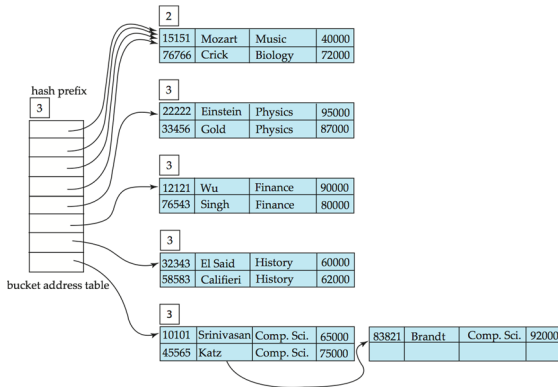 2
15151 Mozart Music 40000
76766 Crick Biology 72000
hash prefix
3
3
22222 Einstein Physics 95000
33456 Gold Physics 87000
3
12121 Wu Finance 90000
76543 Singh Finance 80000
3
32343 El Said History 60000
58583 Califieri History 62000
bucket address table
3
10101 Srinivasan Comp. Sci. 65000
45565 Katz Comp. Sci. 75000
83821 Brandt Comp. Sci. 92000